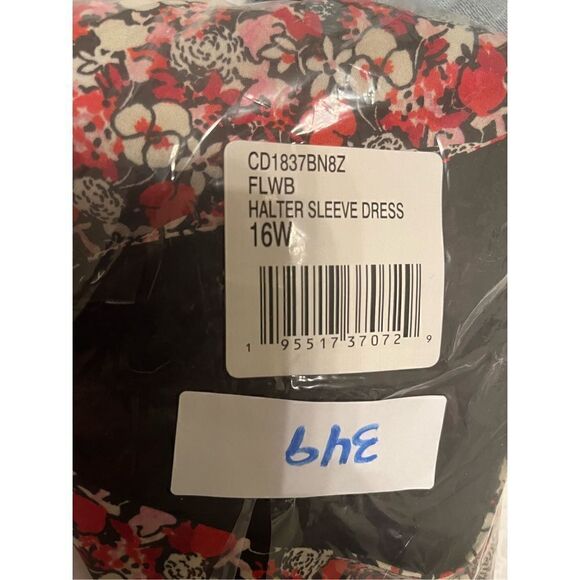 CD1837BN8Z
FLWB
HALTER SLEEVE DRESS
16W
1 95517 37072 9
349